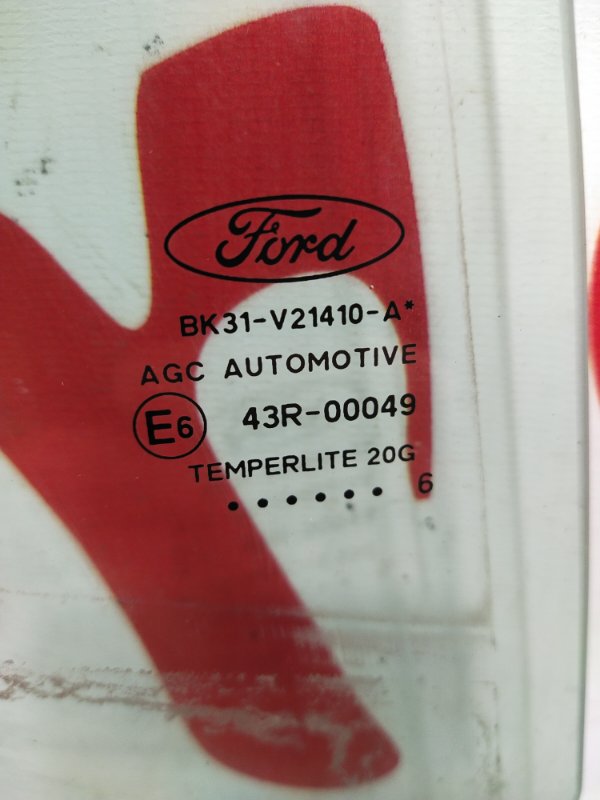 Ford
BK31-V21410-A*
AGC AUTOMOTIVE
E6 43R-00049
TEMPERLITE 20G
• • • • • • 6